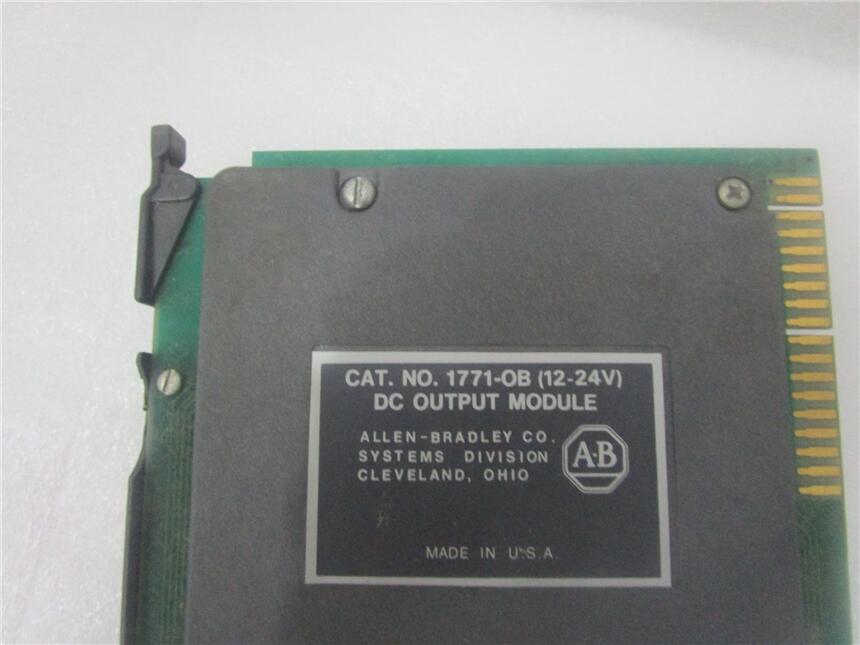 CAT. NO. 1771-OB (12-24V)
DC OUTPUT MODULE
ALLEN-BRADLEY CO.
SYSTEMS DIVISION
CLEVELAND, OHIO
A-B
MADE IN U.S.A.